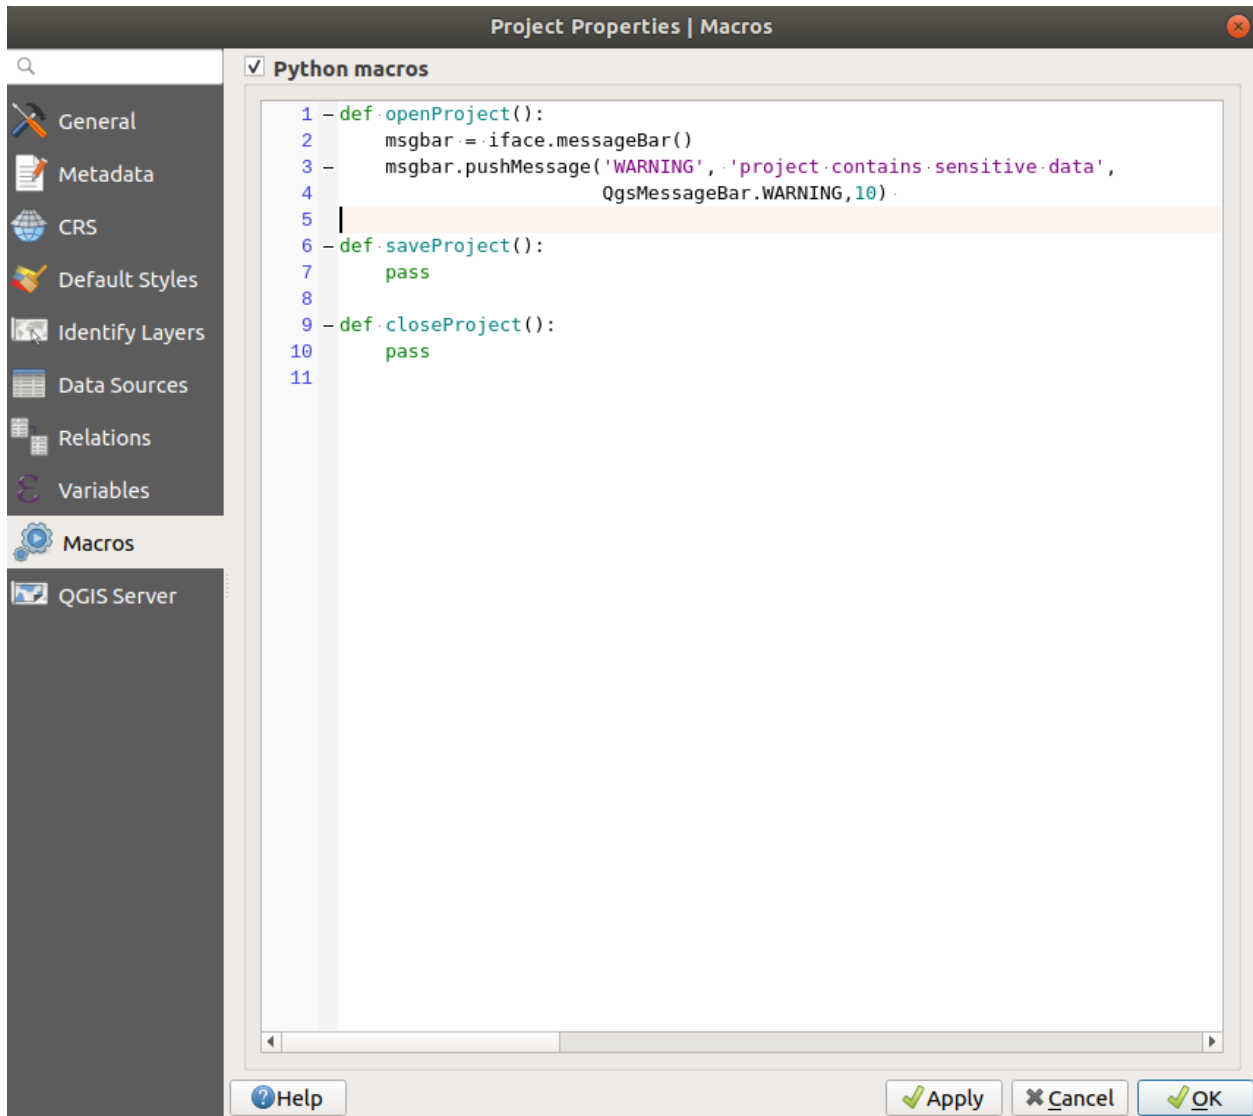 Project Properties | Macros
Python macros
General
Metadata
CRS
Default Styles
Identify Layers
Data Sources
Relations
Variables
Macros
QGIS Server
1 def openProject():
2     msgbar = iface.messageBar()
3     msgbar.pushMessage('WARNING', 'project contains sensitive data',
4                        QgsMessageBar.WARNING,10)
5
6 def saveProject():
7     pass
8
9 def closeProject():
10     pass
11
Help
Apply
Cancel
OK